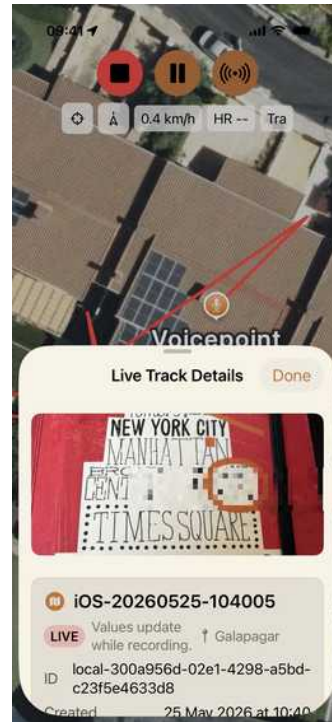 09:41
0.4 km/h
HR --
Tra
Voicepoint
Live Track Details
Done
NEW YORK CITY
MANHATTAN
TIMES SQUARE
iOS-20260525-104005
LIVE
Values update
while recording.
Galapagar
ID
local-300a956d-02e1-4298-a5bd-
c23f5e4633d8
Created
25 May 2026 at 10:40